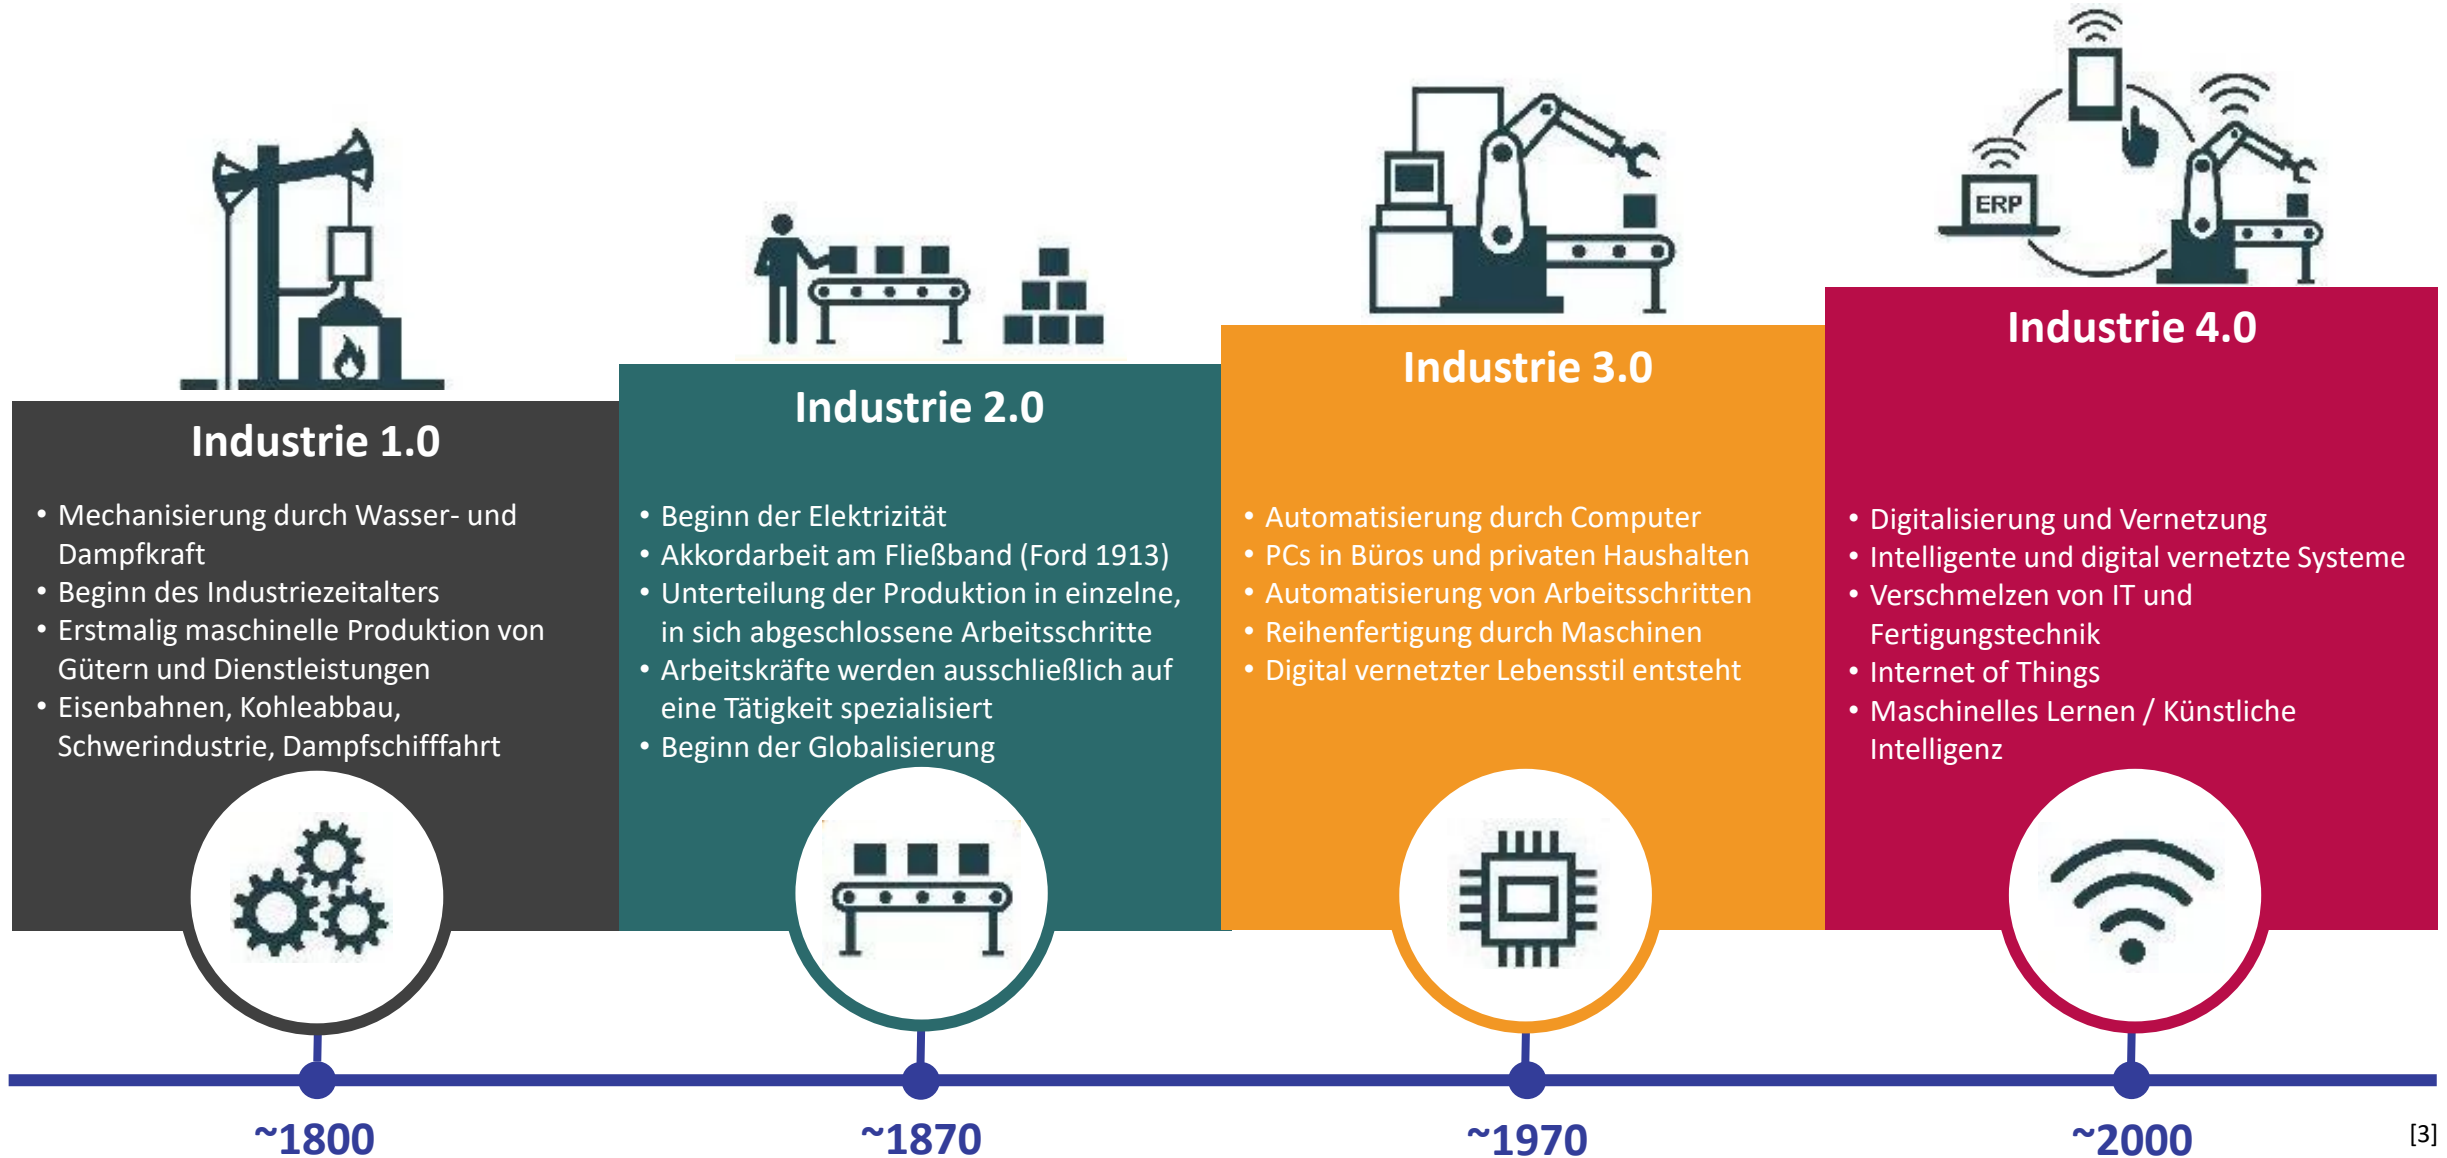 ERP
Industrie 1.0
• Mechanisierung durch Wasser- und
Dampfkraft
• Beginn des Industriezeitalters
• Erstmalig maschinelle Produktion von
Gütern und Dienstleistungen
• Eisenbahnen, Kohleabbau,
Schwerindustrie, Dampfschifffahrt
Industrie 2.0
• Beginn der Elektrizität
• Akkordarbeit am Fließband (Ford 1913)
• Unterteilung der Produktion in einzelne,
in sich abgeschlossene Arbeitsschritte
• Arbeitskräfte werden ausschließlich auf
eine Tätigkeit spezialisiert
• Beginn der Globalisierung
Industrie 3.0
• Automatisierung durch Computer
• PCs in Büros und privaten Haushalten
• Automatisierung von Arbeitsschritten
• Reihenfertigung durch Maschinen
• Digital vernetzter Lebensstil entsteht
Industrie 4.0
• Digitalisierung und Vernetzung
• Intelligente und digital vernetzte Systeme
• Verschmelzen von IT und
Fertigungstechnik
• Internet of Things
• Maschinelles Lernen / Künstliche
Intelligenz
~1800
~1870
~1970
~2000
[3]